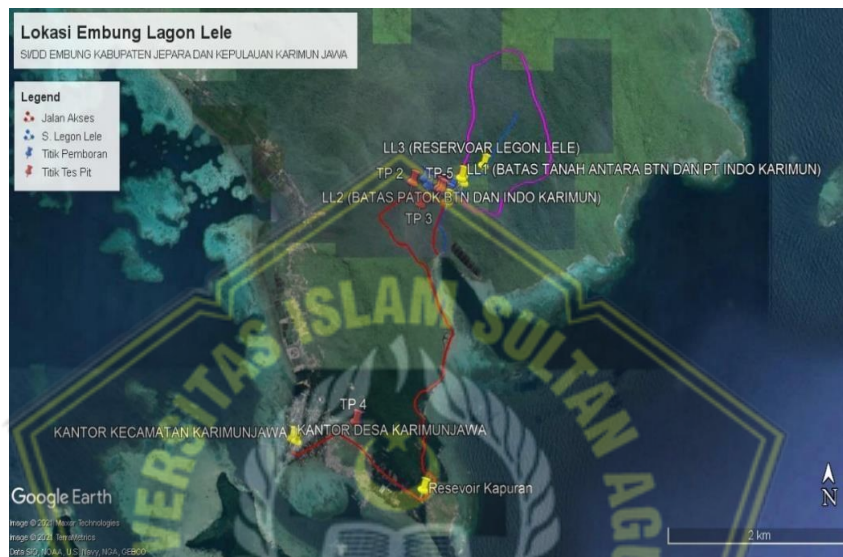 Lokasi Embung Lagon Lele
SI/DD EMBUNG KABUPATEN JEPARA DAN KEPULAUAN KARIMUN JAWA
Legend
Jalan Akses
S. Legon Lele
Titik Pemboran
Titik Tes Pit
LL3 (RESERVOAR LEGON LELE)
TP 2
TP-5
LL1 (BATAS TANAH ANTARA BTN DAN PT INDO KARIMUN)
LL2 (BATAS PATOK BTN DAN INDO KARIMUN)
TP 3
TP 4
KANTOR KECAMATAN KARIMUNJAWA
KANTOR DESA KARIMUNJAWA
Resevoir Kapuran
UNIVERSITAS ISLAM SULTAN AGU
Google Earth
Image © 2021 Maxar Technologies
Image © 2021 TerraMetrics
Data SIO, NOAA, U.S. Navy, NGA, GEBCO
N
2 km